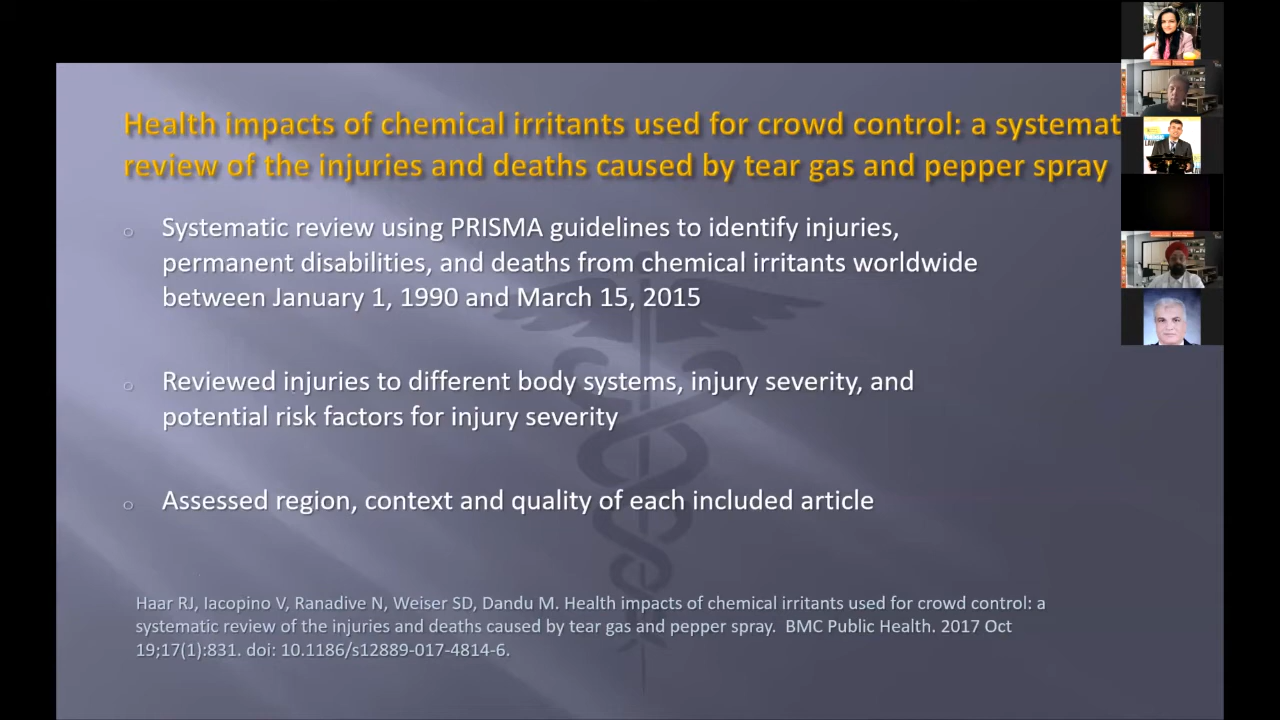 Health impacts of chemical irritants used for crowd control: a systemat
review of the injuries and deaths caused by tear gas and pepper spray
Systematic review using PRISMA guidelines to identify injuries,
permanent disabilities, and deaths from chemical irritants worldwide
between January 1, 1990 and March 15, 2015
Reviewed injuries to different body systems, injury severity, and
potential risk factors for injury severity
Assessed region, context and quality of each included article
Haar RJ, Iacopino V, Ranadive N, Weiser SD, Dandu M. Health impacts of chemical irritants used for crowd control: a
systematic review of the injuries and deaths caused by tear gas and pepper spray. BMC Public Health. 2017 Oct
19;17(1):831. doi: 10.1186/s12889-017-4814-6.